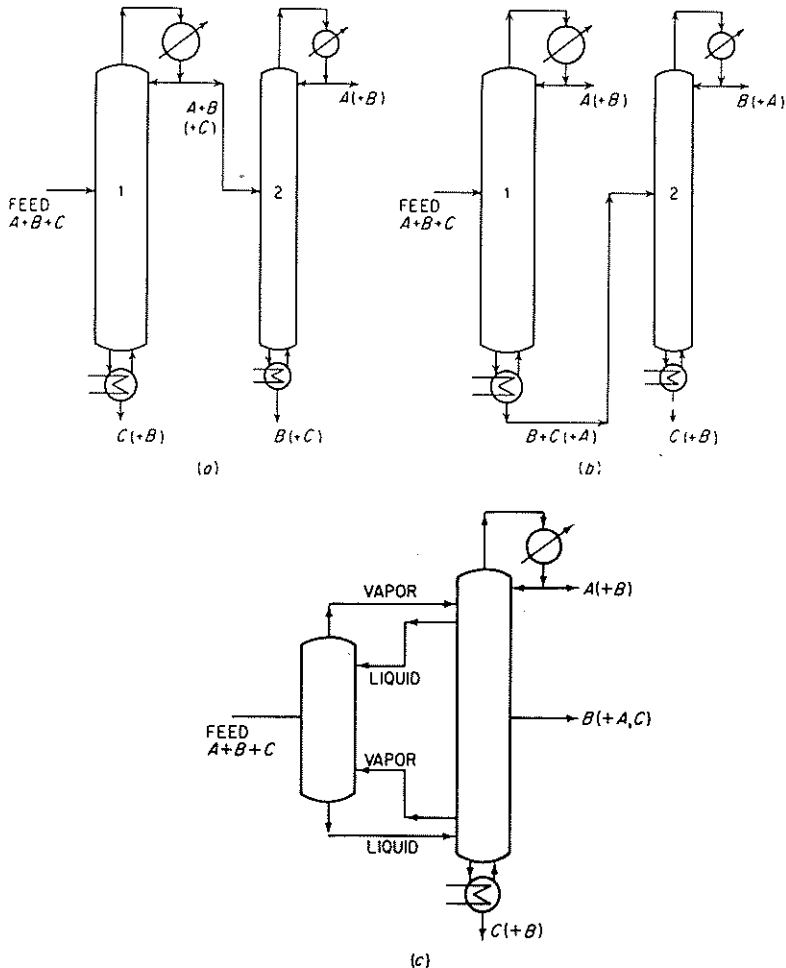 A+B
(+C)
A(+B)
1
2
FEED
A+B+C
C(+B)
B(+C)
(a)
A(+B)
B(+A)
1
2
FEED
A+B+C
B+C(+A)
C(+B)
(b)
VAPOR
A(+B)
LIQUID
B(+A,C)
FEED
A+B+C
VAPOR
LIQUID
C(+B)
(c)